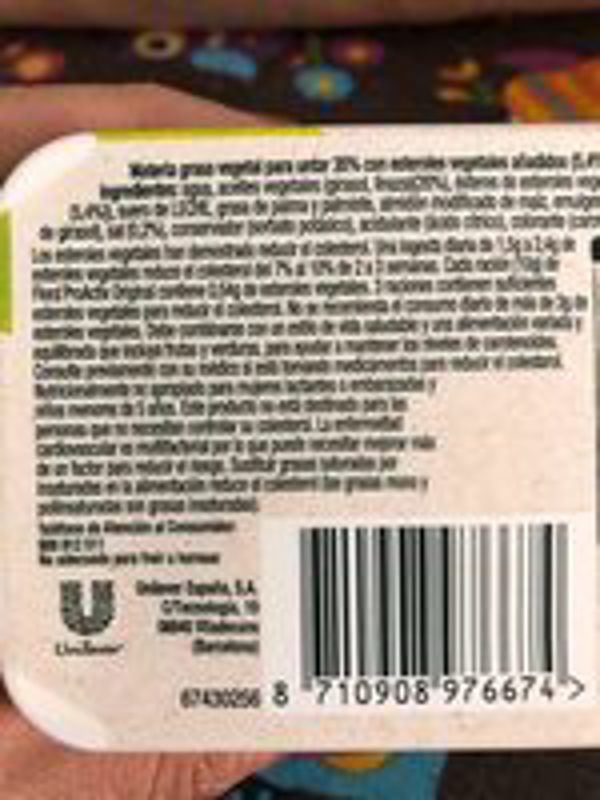 Materia grasa vegetal para untar 35% con esteroles vegetales añadidos
Ingredientes: agua, aceites vegetales (girasol, ésteres de esteroles
suero de LECHE, grasa de palma y palmiste, almidón modificado de maíz,
de girasol), sal conservador (sorbato potásico), acidulante (ácido cítrico), colorante
Los esteroles vegetales han demostrado reducir el colesterol. Una ingesta diaria de 1,5g a 2,4g de
esteroles vegetales reduce el colesterol del 7% al 10% de 2 a 3 semanas. Cada ración (10g) de
Flora ProActiv Original contiene de esteroles vegetales. 3 raciones contienen suficientes
esteroles vegetales para reducir el colesterol. No se recomienda el consumo diario de más de 3g de
esteroles vegetales. Debe combinarse con un estilo de vida saludable y una alimentación variada y
equilibrada que incluya frutas y verduras, para ayudar a mantener los niveles de carotenoides.
Consulte previamente con su médico si está tomando medicamentos para reducir el colesterol.
Nutricionalmente no apropiado para mujeres lactantes o embarazadas y
niños menores de 5 años. Este producto no está destinado para las
personas que no necesitan controlar su colesterol. La enfermedad
cardiovascular es multifactorial por lo que puede necesitar mejorar más
de un factor para reducir el riesgo. Sustituir grasas saturadas por
insaturadas en la alimentación reduce el colesterol (las grasas mono y
poliinsaturadas son grasas insaturadas).
Teléfono de Atención al Consumidor:
No adecuado para freír u hornear
Unilever España, S.A.
C/Tecnología, 19
08840 Viladecans
(Barcelona)
Unilever
67430256
8 710908 976674 >